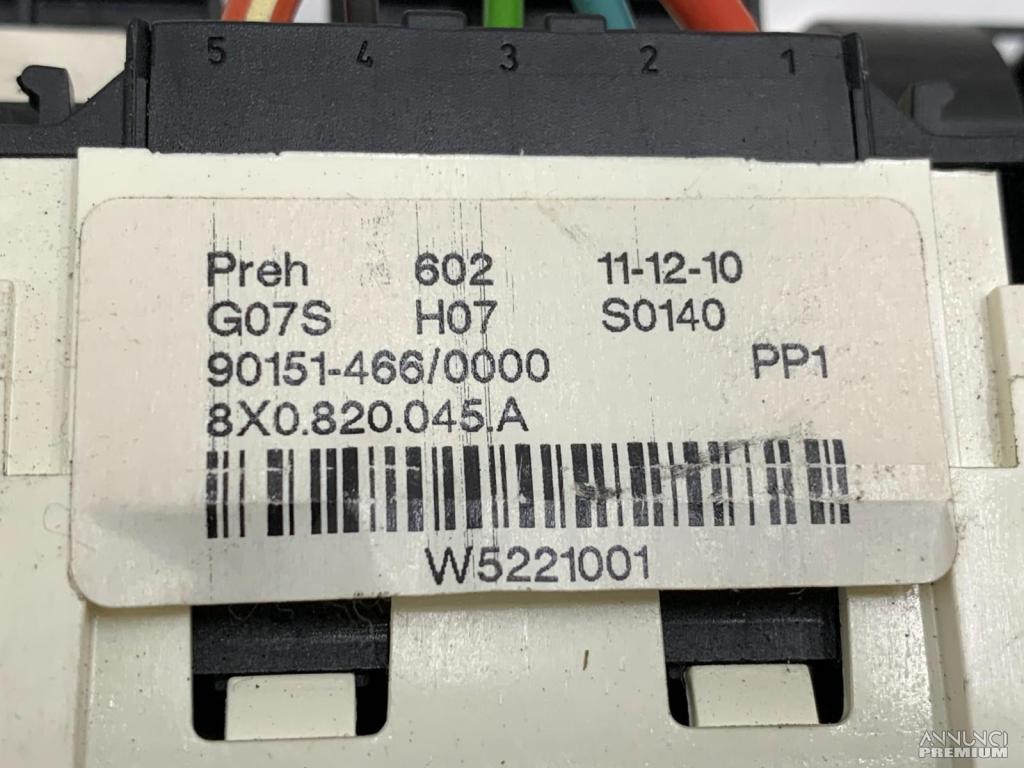 5 4 3 2 1
Preh 602 11-12-10
G07S H07 S0140
90151-466/0000 PP1
8X0.820.045.A
W5221001
ANNUNCI
PREMIUM